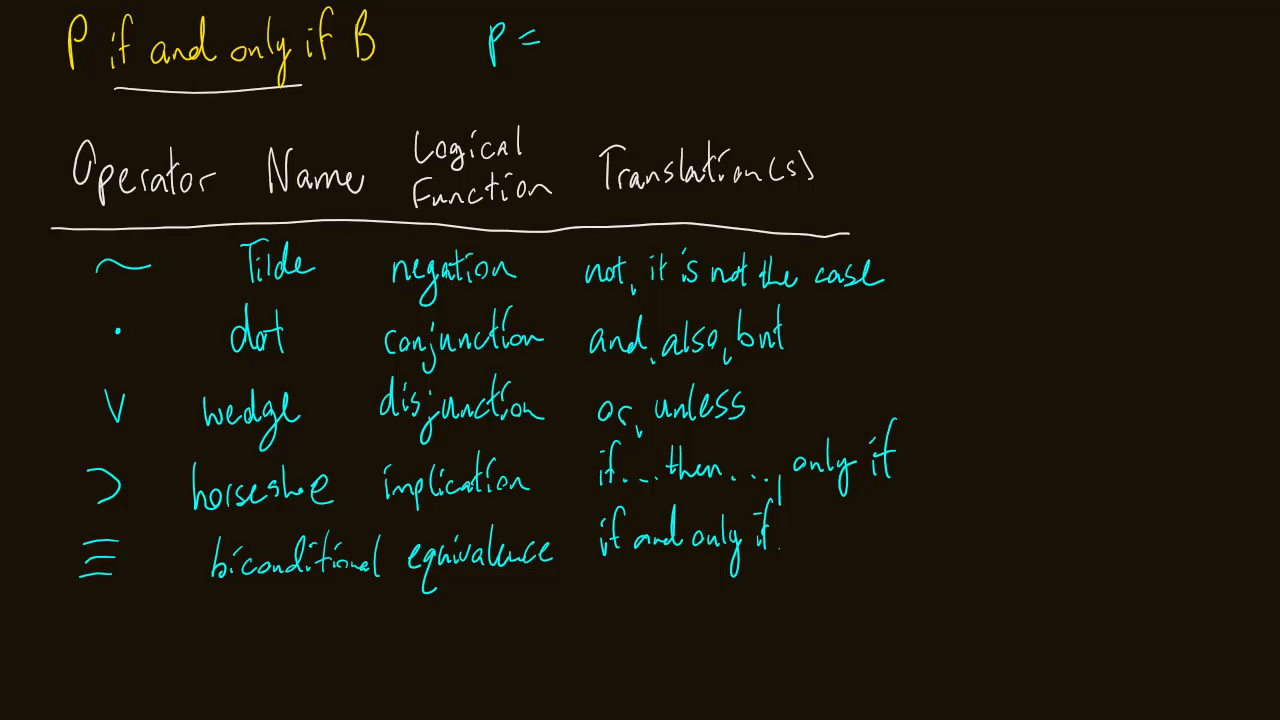 P if and only if B P =
Operator Name Logical Function Translation(s)
~ Tilde negation not, it is not the case
· dot conjunction and, also, but
∨ wedge disjunction or, unless
⊃ horseshoe implication if...then..., only if
≡ biconditional equivalence if and only if